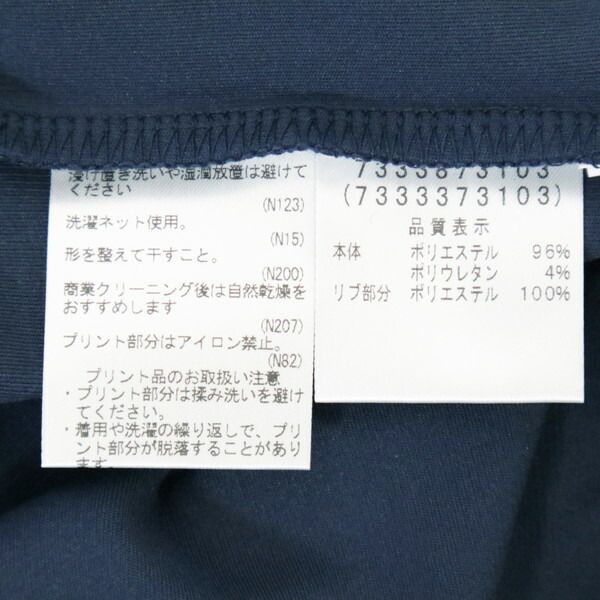 浸け置き洗いや湿潤放置は避けて
ください
(N123)
洗濯ネット使用。
(N15)
形を整えて干すこと。
(N200)
商業クリーニング後は自然乾燥を
おすすめします
(N207)
プリント部分はアイロン禁止。
(N82)
プリント品のお取扱い注意
・プリント部分は揉み洗いを避け
てください。
・着用や洗濯の繰り返しで、プリ
ント部分が脱落することがあり
ます。
7333873103
(7333373103)
品質表示
本体 ポリエステル 96%
ポリウレタン 4%
リブ部分 ポリエステル 100%